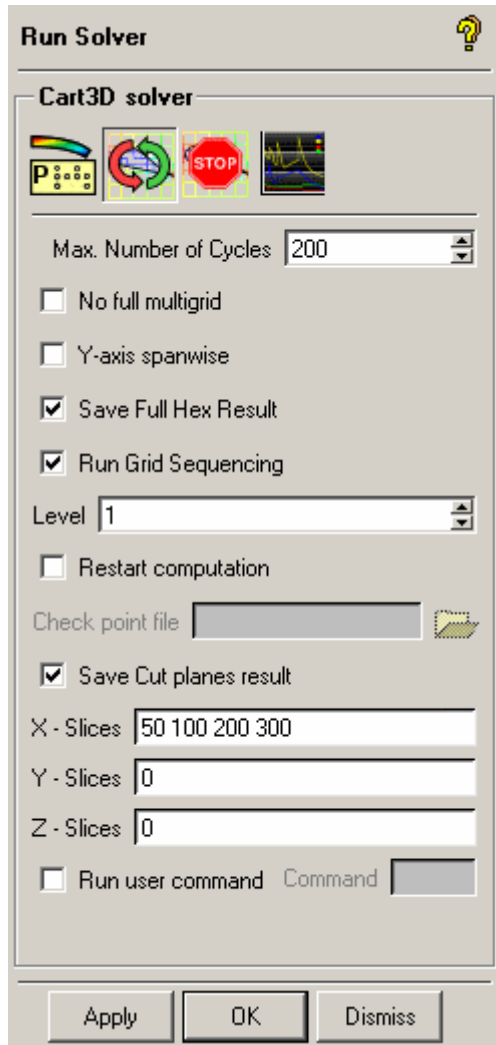 Run Solver
Cart3D solver
P
STOP
Max. Number of Cycles 200
No full multigrid
Y-axis spanwise
Save Full Hex Result
Run Grid Sequencing
Level 1
Restart computation
Check point file
Save Cut planes result
X - Slices 50 100 200 300
Y - Slices 0
Z - Slices 0
Run user command Command
Apply OK Dismiss